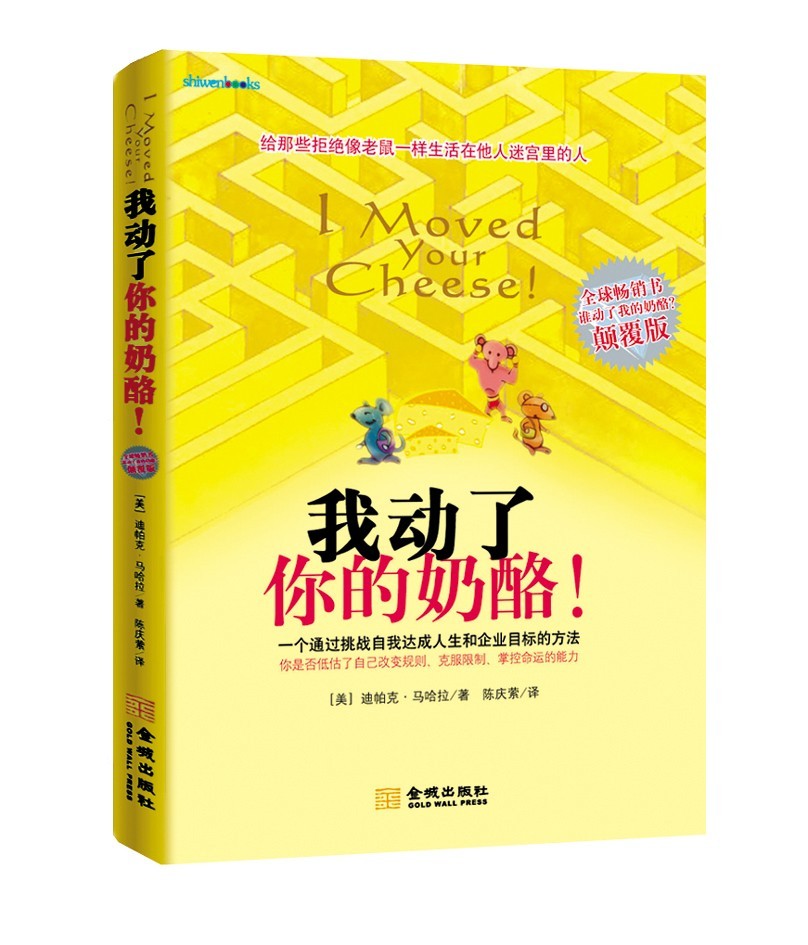 shiwenbooks
给那些拒绝像老鼠一样生活在他人迷宫里的人
I Moved
Your
Cheese!
全球畅销书
谁动了我的奶酪？
颠覆版
我动了
你的奶酪！
一个通过挑战自我达成人生和企业目标的方法
你是否低估了自己改变规则、克服限制、掌控命运的能力
［美］迪帕克·马哈拉/著 陈庆萦/译
金城出版社
GOLD WALL PRESS
I Moved
Your
Cheese!
我动了你的奶酪！
颠覆版
［美］迪帕克·马哈拉/著 陈庆萦/译
金城出版社
GOLD WALL PRESS